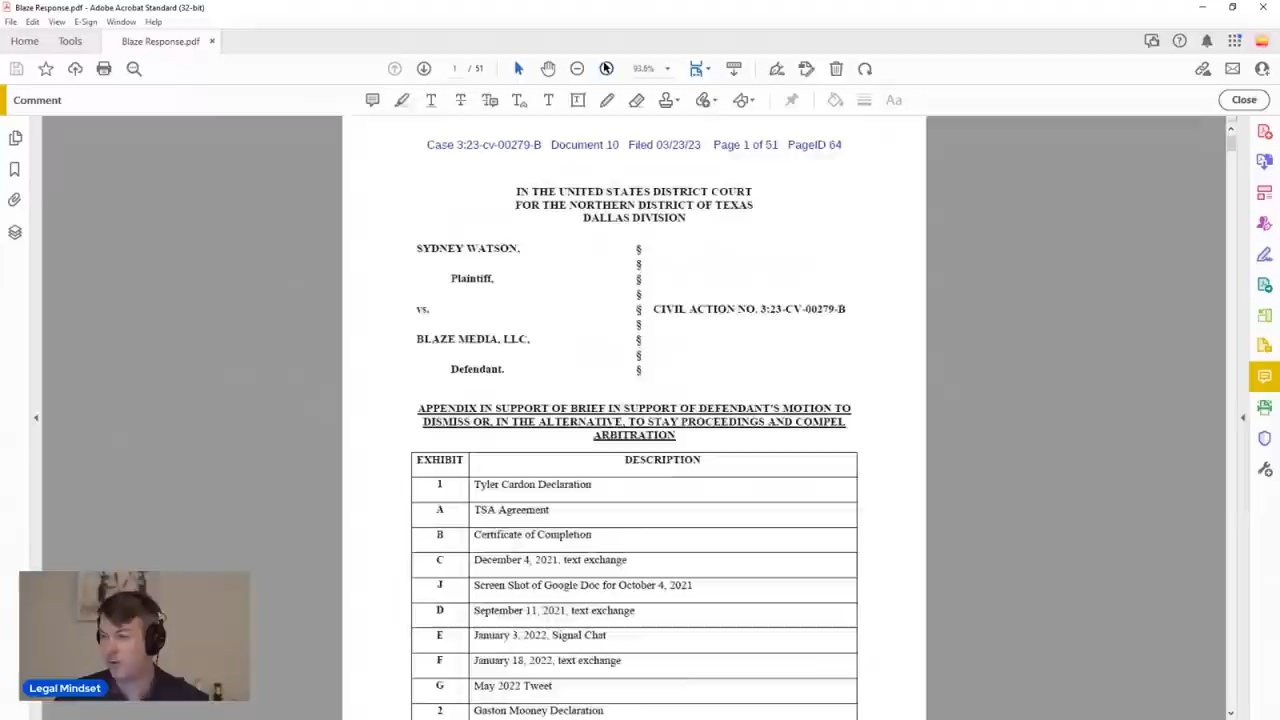 Blaze Response.pdf - Adobe Acrobat Standard (32-bit)
File Edit View E-Sign Window Help
Home Tools Blaze Response.pdf ×
1 / 51 93.6%
Comment Close
Case 3:23-cv-00279-B Document 10 Filed 03/23/23 Page 1 of 51 PageID 64
IN THE UNITED STATES DISTRICT COURT
FOR THE NORTHERN DISTRICT OF TEXAS
DALLAS DIVISION
SYDNEY WATSON, §
§
Plaintiff, §
§
vs. § CIVIL ACTION NO. 3:23-CV-00279-B
§
BLAZE MEDIA, LLC, §
§
Defendant. §
APPENDIX IN SUPPORT OF BRIEF IN SUPPORT OF DEFENDANT'S MOTION TO
DISMISS OR, IN THE ALTERNATIVE, TO STAY PROCEEDINGS AND COMPEL
ARBITRATION
EXHIBIT DESCRIPTION
1 Tyler Cardon Declaration
A TSA Agreement
B Certificate of Completion
C December 4, 2021, text exchange
J Screen Shot of Google Doc for October 4, 2021
D September 11, 2021, text exchange
E January 3, 2022, Signal Chat
F January 18, 2022, text exchange
G May 2022 Tweet
2 Gaston Mooney Declaration
Legal Mindset